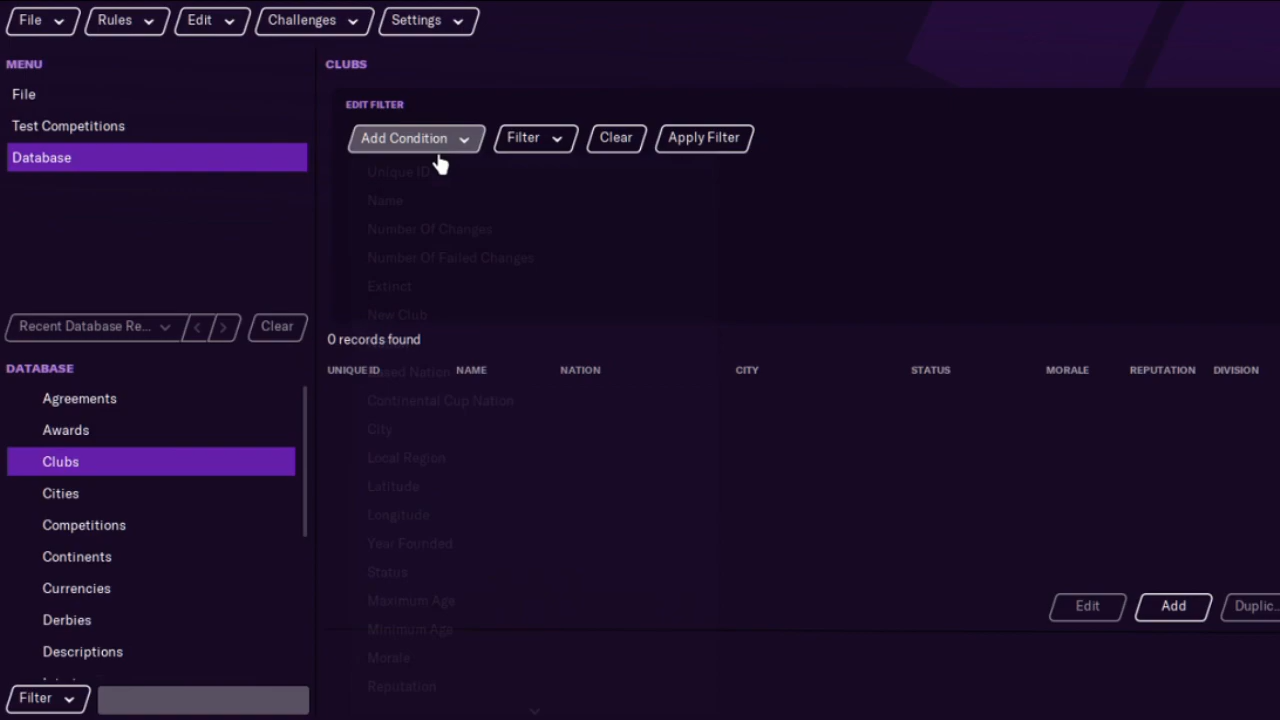 File
Rules
Edit
Challenges
Settings
MENU
File
Test Competitions
Database
Recent Database Re...
Clear
DATABASE
Agreements
Awards
Clubs
Cities
Competitions
Continents
Currencies
Derbies
Descriptions
Filter
CLUBS
EDIT FILTER
Add Condition
Filter
Clear
Apply Filter
Unique ID
Name
Number Of Changes
Number Of Failed Changes
Extinct
New Club
0 records found
UNIQUE ID NAME NATION CITY STATUS MORALE REPUTATION DIVISION
Based Nation
Continental Cup Nation
City
Local Region
Latitude
Longitude
Year Founded
Status
Maximum Age
Minimum Age
Morale
Reputation
Edit
Add
Duplic...